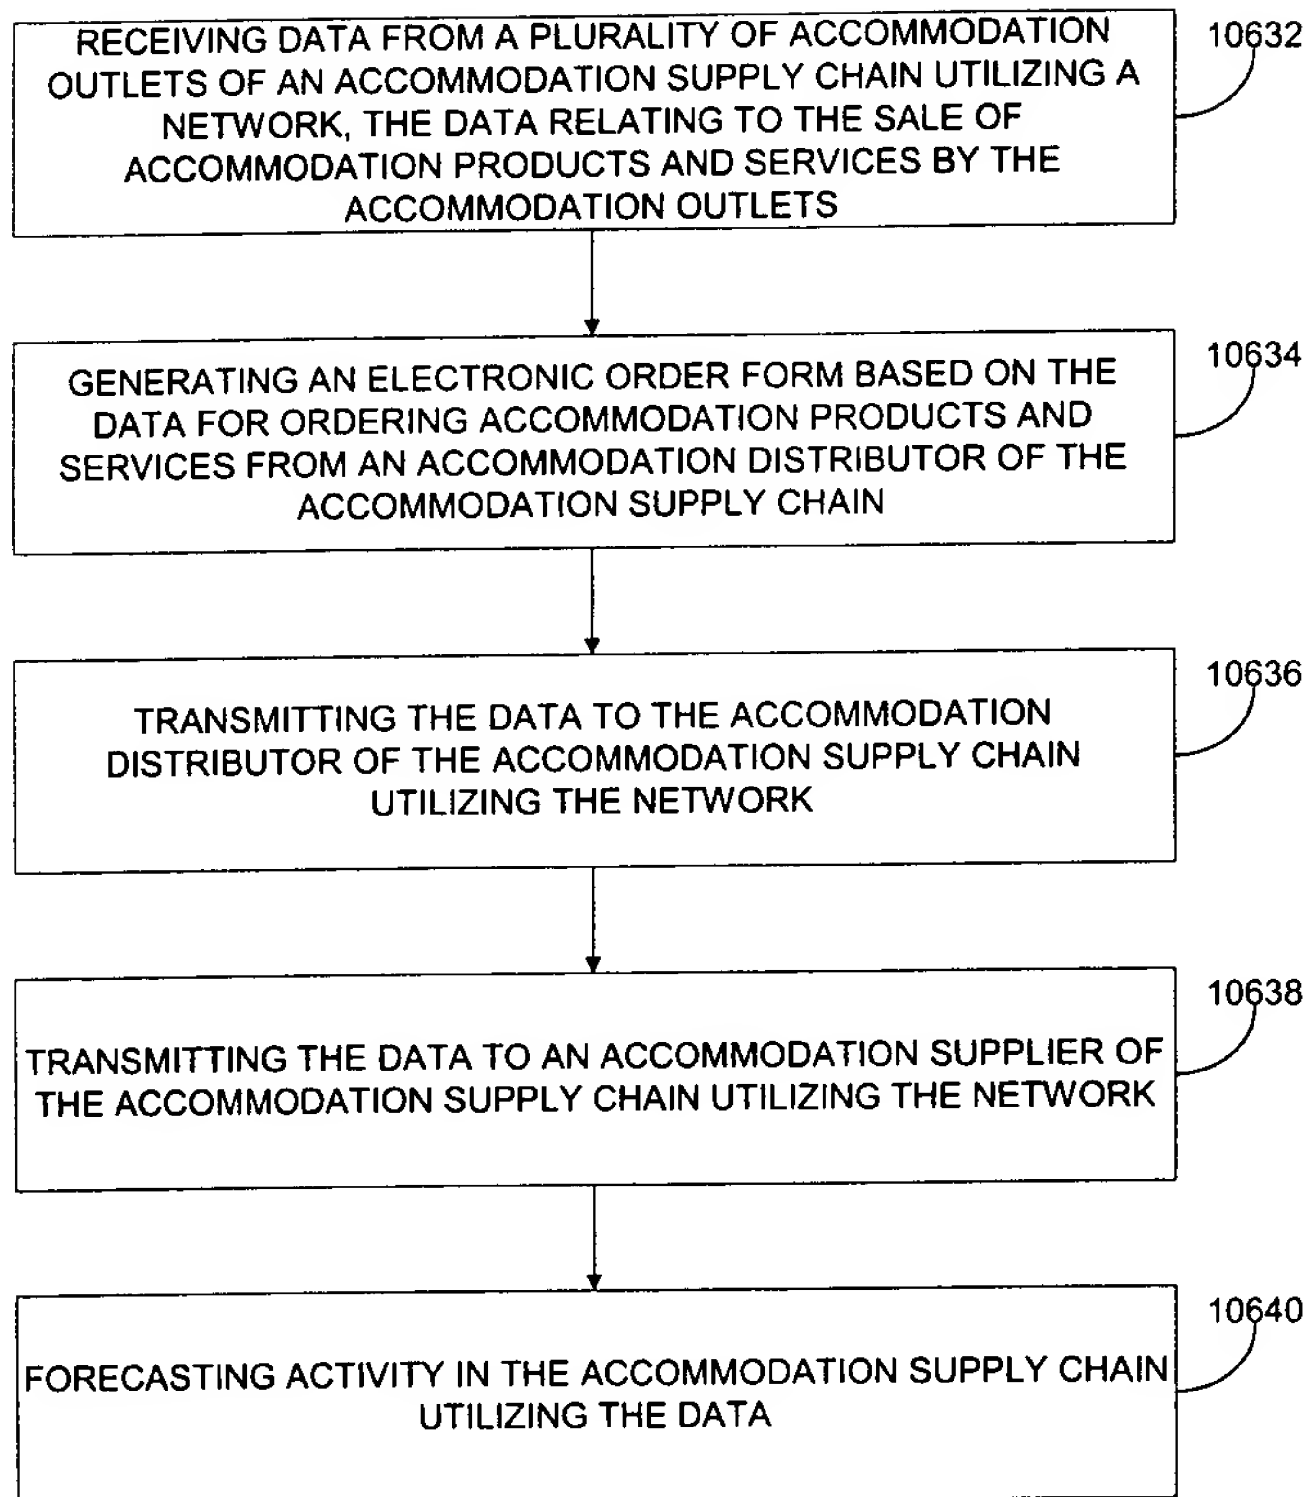 RECEIVING DATA FROM A PLURALITY OF ACCOMMODATION
OUTLETS OF AN ACCOMMODATION SUPPLY CHAIN UTILIZING A
NETWORK, THE DATA RELATING TO THE SALE OF
ACCOMMODATION PRODUCTS AND SERVICES BY THE
ACCOMMODATION OUTLETS
10632
GENERATING AN ELECTRONIC ORDER FORM BASED ON THE
DATA FOR ORDERING ACCOMMODATION PRODUCTS AND
SERVICES FROM AN ACCOMMODATION DISTRIBUTOR OF THE
ACCOMMODATION SUPPLY CHAIN
10634
TRANSMITTING THE DATA TO THE ACCOMMODATION
DISTRIBUTOR OF THE ACCOMMODATION SUPPLY CHAIN
UTILIZING THE NETWORK
10636
TRANSMITTING THE DATA TO AN ACCOMMODATION SUPPLIER OF
THE ACCOMMODATION SUPPLY CHAIN UTILIZING THE NETWORK
10638
FORECASTING ACTIVITY IN THE ACCOMMODATION SUPPLY CHAIN
UTILIZING THE DATA
10640